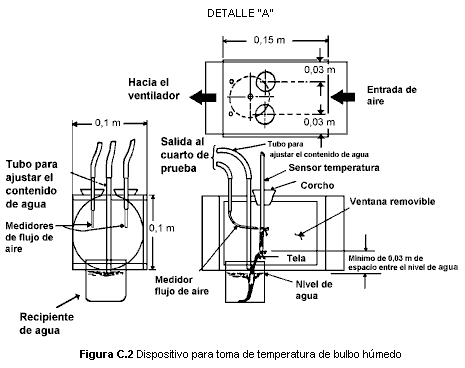 DETALLE "A"
0,15 m
0,03 m
Hacia el
ventilador
Entrada de
aire
0,03 m
0,1 m
Salida al
cuarto de
prueba
Tubo para
ajustar el contenido de agua
Sensor temperatura
Corcho
Tubo para
ajustar el
contenido
de agua
Ventana removible
Medidores
de flujo de
aire
0,1 m
Tela
Mínimo de 0,03 m de
espacio entre el nivel de agua
Medidor
flujo de aire
Nivel de
agua
Recipiente
de agua
Figura C.2 Dispositivo para toma de temperatura de bulbo húmedo